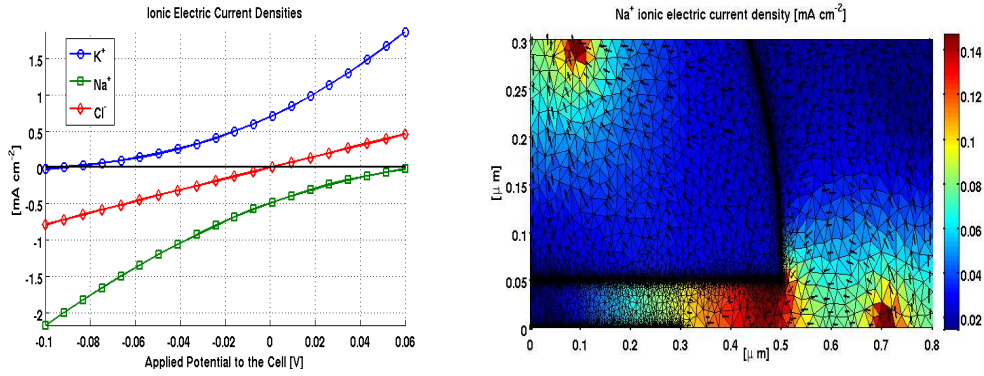 Ionic Electric Current Densities
K+
Na+
Cl-
1.5
1
0.5
0
-0.5
-1
-1.5
-2
[mA cm-2]
-0.1 -0.08 -0.06 -0.04 -0.02 0 0.02 0.04 0.06
Applied Potential to the Cell [V]
Na+ ionic electric current density [mA cm-2]
0.3
0.25
0.2
0.15
0.1
0.05
0
[μ m]
0 0.1 0.2 0.3 0.4 0.5 0.6 0.7 0.8
[μ m]
0.14
0.12
0.10
0.08
0.06
0.04
0.02